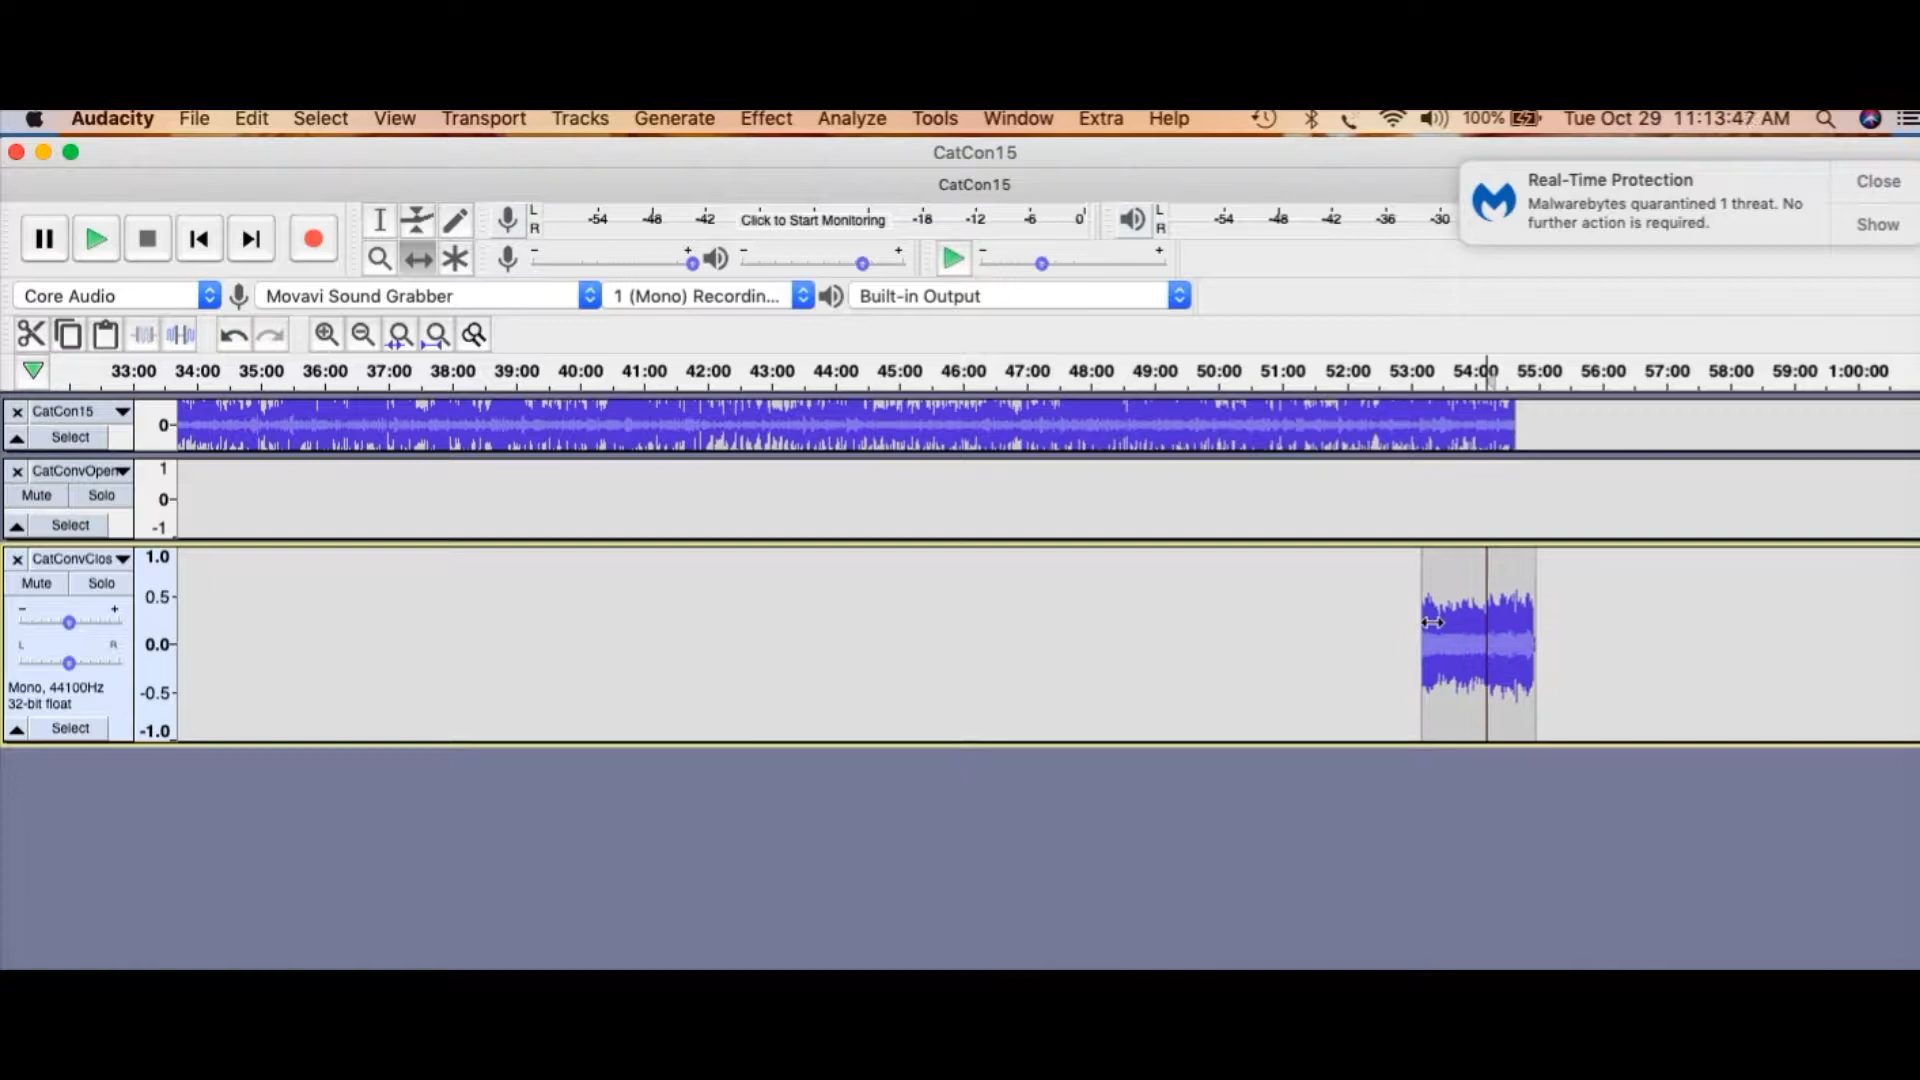 Audacity File Edit Select View Transport Tracks Generate Effect Analyze Tools Window Extra Help 100% Tue Oct 29 11:13:47 AM
CatCon15
CatCon15
Real-Time Protection
Malwarebytes quarantined 1 threat. No
further action is required.
Close
Show
L
R
-54 -48 -42 Click to Start Monitoring -18 -12 -6 0
L
R
-54 -48 -42 -36 -30
- + - + - +
Core Audio Movavi Sound Grabber 1 (Mono) Recordin... Built-in Output
33:00 34:00 35:00 36:00 37:00 38:00 39:00 40:00 41:00 42:00 43:00 44:00 45:00 46:00 47:00 48:00 49:00 50:00 51:00 52:00 53:00 54:00 55:00 56:00 57:00 58:00 59:00 1:00:00
CatCon15
Select
0-
CatConvOpen
Mute Solo
Select
1
0-
-1
CatConvClos
Mute Solo
- +
L R
Mono, 44100Hz
32-bit float
Select
1.0
0.5-
0.0-
-0.5-
-1.0